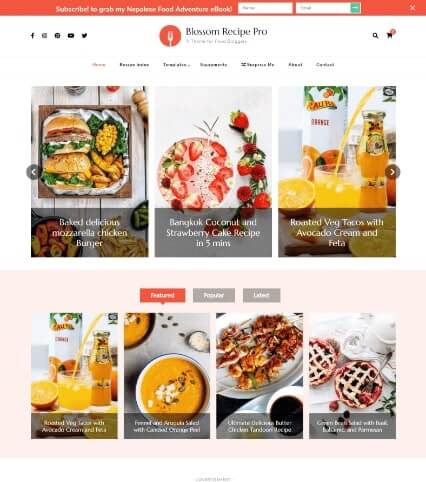 Subscribe to grab my Nepalese Food Adventure eBook!
Name
Email
Blossom Recipe Pro
A Theme for Food Bloggers
Home
Recipe Index
Templates
Equipments
Surprise Me
About
Contact
ORANGE
Baked delicious
mozzarella chicken
Burger
Bangkok Coconut and
Strawberry Cake Recipe
in 5 mins
Roasted Veg Tacos with
Avocado Cream and
Feta
Featured
Popular
Latest
Roasted Veg Tacos with
Avocado Cream and Feta
Fennel and Arugula Salad
with Candied Orange Peel
Ultimate Delicious Butter
Chicken Tandoori Recipe
Green Bean Salad with Basil,
Balsamic, and Parmesan
- ADVERTISEMENT -